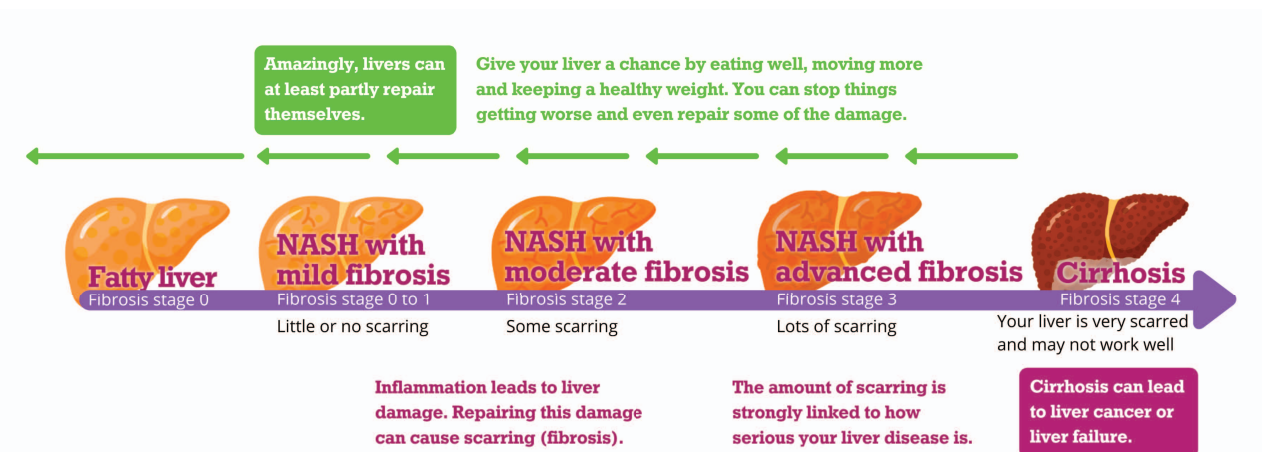 Amazingly, livers can
at least partly repair
themselves.
Give your liver a chance by eating well, moving more
and keeping a healthy weight. You can stop things
getting worse and even repair some of the damage.
Fatty liver
Fibrosis stage 0
NASH with
mild fibrosis
Fibrosis stage 0 to 1
Little or no scarring
NASH with
moderate fibrosis
Fibrosis stage 2
Some scarring
NASH with
advanced fibrosis
Fibrosis stage 3
Lots of scarring
Cirrhosis
Fibrosis stage 4
Your liver is very scarred
and may not work well
Inflammation leads to liver
damage. Repairing this damage
can cause scarring (fibrosis).
The amount of scarring is
strongly linked to how
serious your liver disease is.
Cirrhosis can lead
to liver cancer or
liver failure.